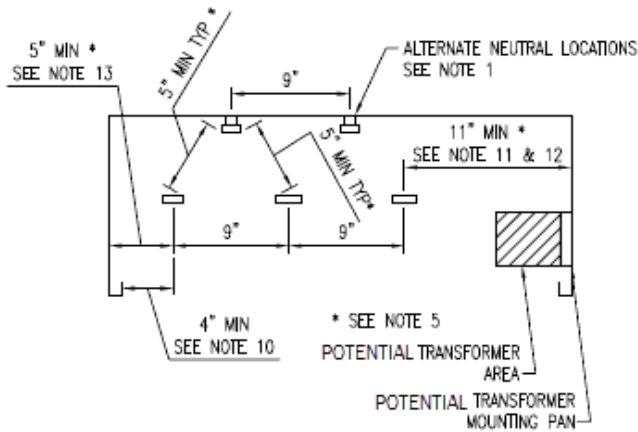 5" MIN *
SEE NOTE 13
5" MIN TYP *
9"
ALTERNATE NEUTRAL LOCATIONS
SEE NOTE 1
5" MIN TYP*
11" MIN *
SEE NOTE 11 & 12
9"
9"
4" MIN
SEE NOTE 10
* SEE NOTE 5
POTENTIAL TRANSFORMER
AREA
POTENTIAL TRANSFORMER
MOUNTING PAN